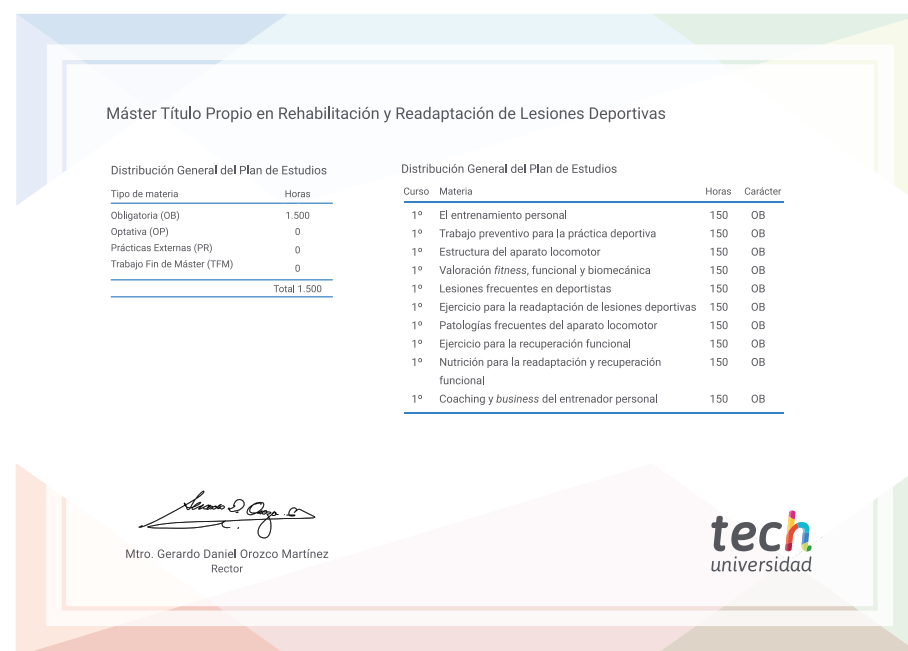 Máster Título Propio en Rehabilitación y Readaptación de Lesiones Deportivas
Distribución General del Plan de Estudios
Tipo de materia Horas
Obligatoria (OB) 1.500
Optativa (OP) 0
Prácticas Externas (PR) 0
Trabajo Fin de Máster (TFM) 0
Total 1.500
Distribución General del Plan de Estudios
Curso Materia Horas Carácter
1º El entrenamiento personal 150 OB
1º Trabajo preventivo para la práctica deportiva 150 OB
1º Estructura del aparato locomotor 150 OB
1º Valoración fitness, funcional y biomecánica 150 OB
1º Lesiones frecuentes en deportistas 150 OB
1º Ejercicio para la readaptación de lesiones deportivas 150 OB
1º Patologías frecuentes del aparato locomotor 150 OB
1º Ejercicio para la recuperación funcional 150 OB
1º Nutrición para la readaptación y recuperación 150 OB
funcional
1º Coaching y business del entrenador personal 150 OB
Mtro. Gerardo Daniel Orozco Martínez
Rector
tech
universidad